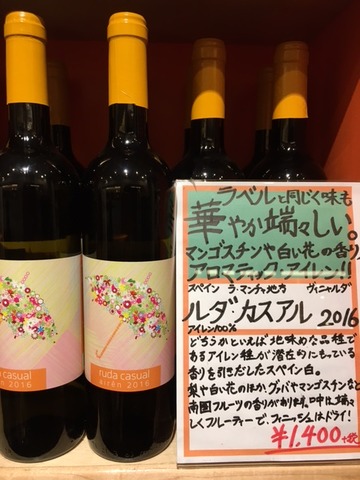 ラベルと同じく味も
華やか瑞々しい。
マンゴスチンや白い花の香り
アロマティック・アイレン!!
スペイン ラ・マンチャ地方 ヴィニャルダ
ルダ・カスアル 2016
アイレン100%
どちらかといえば地味めな品種で
あるアイレン種が潜在的にもっている
香りを引きだしたスペイン白。
梨や白い花のほか、グァバやマンゴスチンなど
南国フルーツの香りがあります。口中は瑞々
しくフルーティーで、フィニッシュはドライ!
¥1,400+税
ruda casual
airén 2016
a casual
n 2016